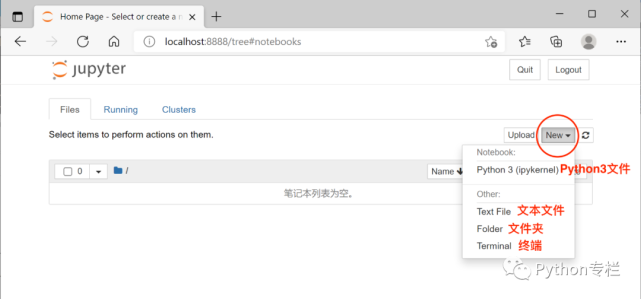 Home Page - Select or create a n
localhost:8888/tree#notebooks
jupyter
Quit
Logout
Files
Running
Clusters
Select items to perform actions on them.
Upload
New
0
/
Name
笔记本列表为空。
Notebook:
Python 3 (ipykernel) Python3文件
Other:
Text File 文本文件
Folder 文件夹
Terminal 终端
Python专栏